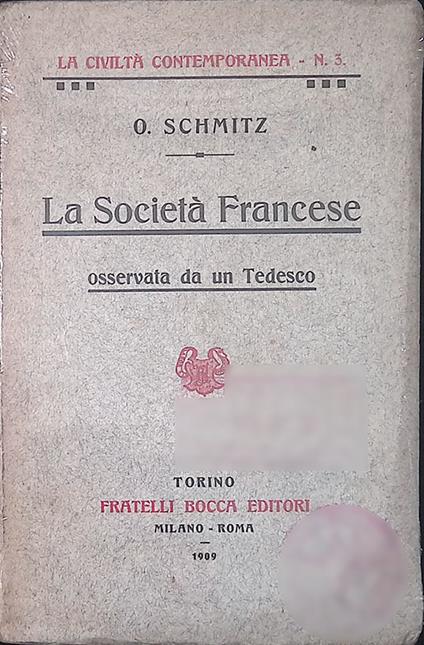 LA CIVILTÀ CONTEMPORANEA - N. 3.
O. SCHMITZ
La Società Francese
osservata da un Tedesco
TORINO
FRATELLI BOCCA EDITORI
MILANO - ROMA
1909